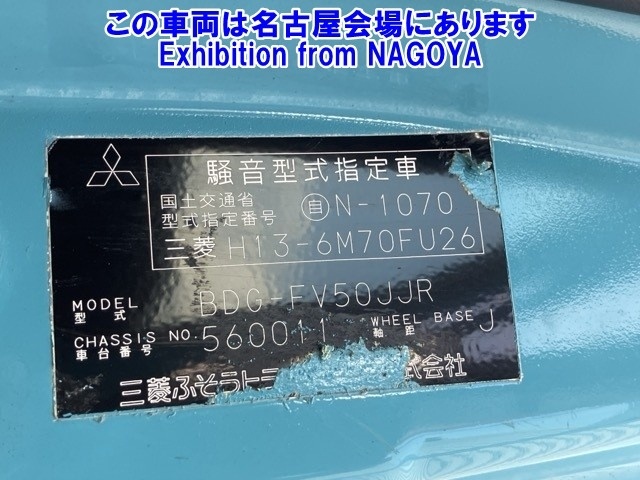 この車両は名古屋会場にあります
Exhibition from NAGOYA
騒音型式指定車
国土交通省
型式指定番号 自N-1070
三菱 H13-6M70FU26
MODEL
型式 BDG-FV50JJR
CHASSIS NO.
車台番号 560011
WHEEL BASE
軸距 J
三菱ふそうトラ 式会社